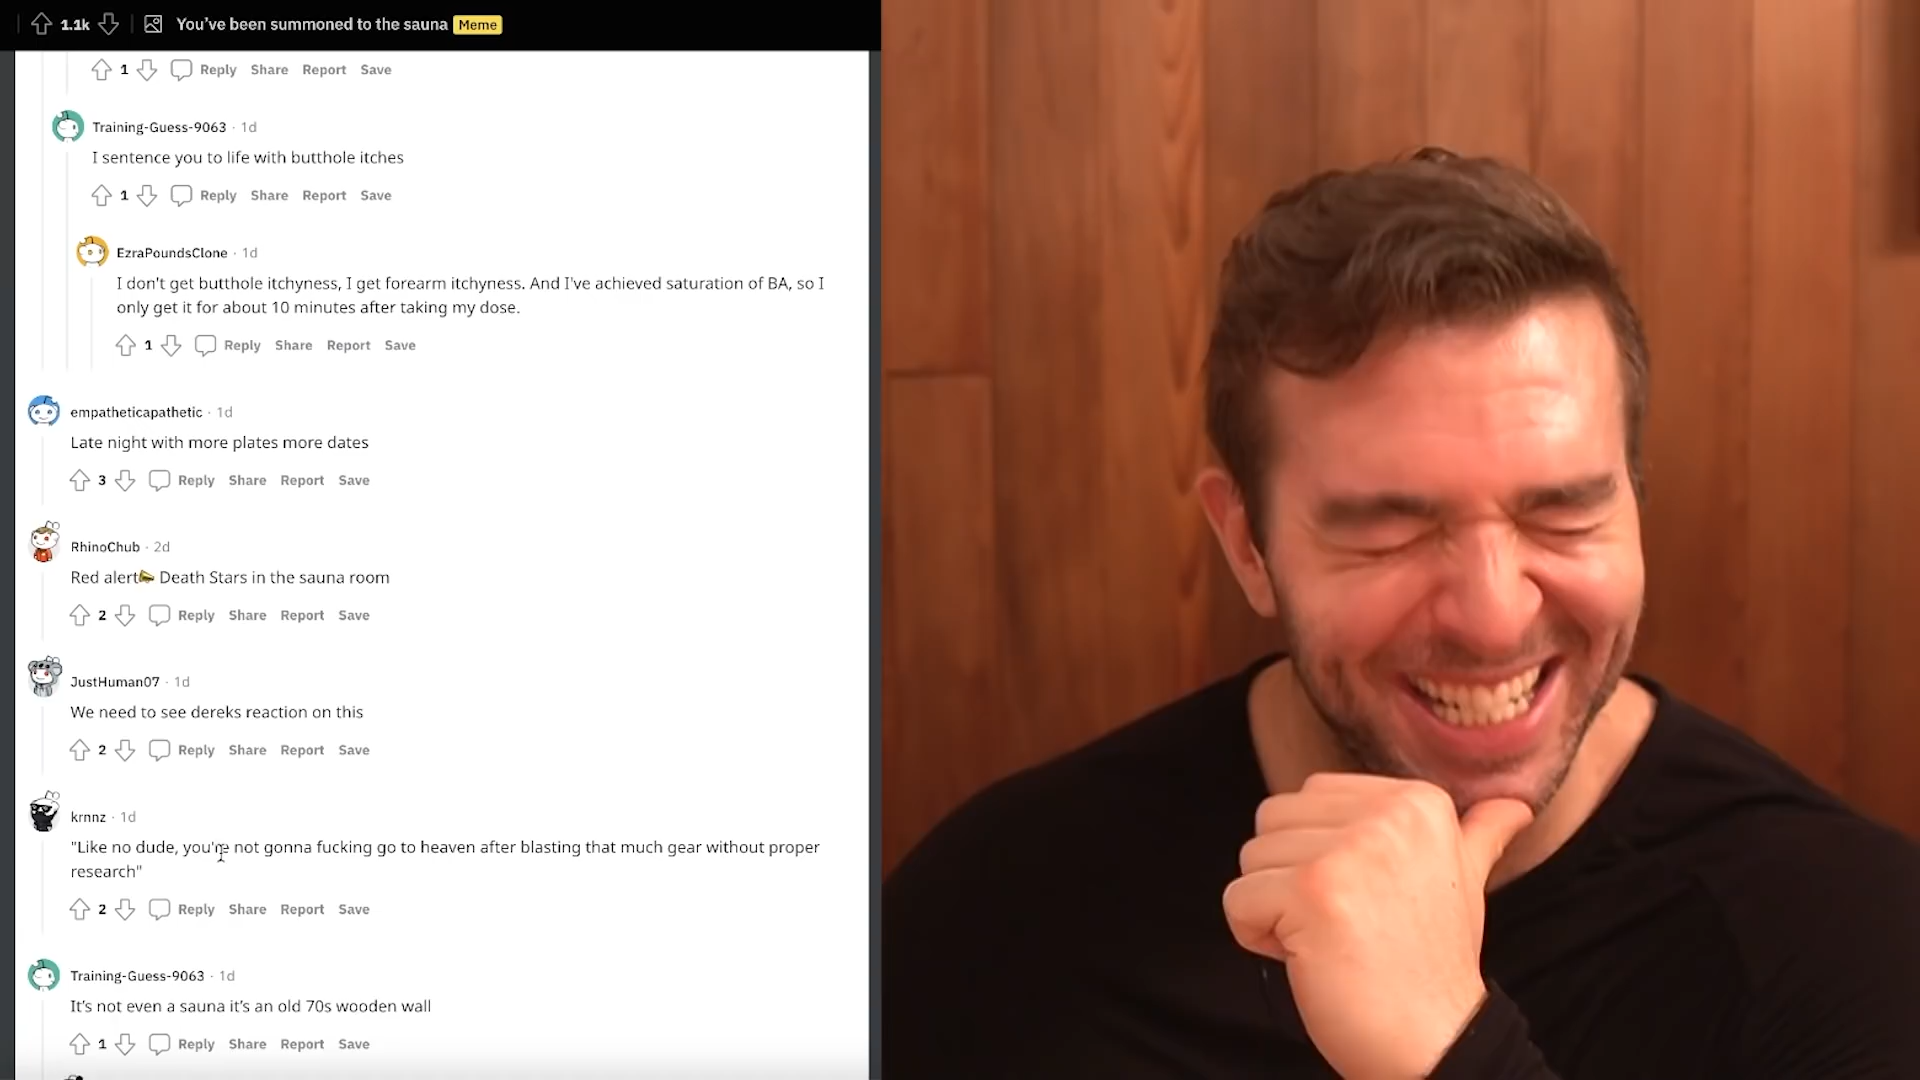 1.1k You've been summoned to the sauna Meme
1 Reply Share Report Save
Training-Guess-9063 · 1d
I sentence you to life with butthole itches
1 Reply Share Report Save
EzraPoundsClone · 1d
I don't get butthole itchyness, I get forearm itchyness. And I've achieved saturation of BA, so I
only get it for about 10 minutes after taking my dose.
1 Reply Share Report Save
empatheticapathetic · 1d
Late night with more plates more dates
3 Reply Share Report Save
RhinoChub · 2d
Red alert📣 Death Stars in the sauna room
2 Reply Share Report Save
JustHuman07 · 1d
We need to see dereks reaction on this
2 Reply Share Report Save
krnnz · 1d
"Like no dude, you're not gonna fucking go to heaven after blasting that much gear without proper
research"
2 Reply Share Report Save
Training-Guess-9063 · 1d
It's not even a sauna it's an old 70s wooden wall
1 Reply Share Report Save